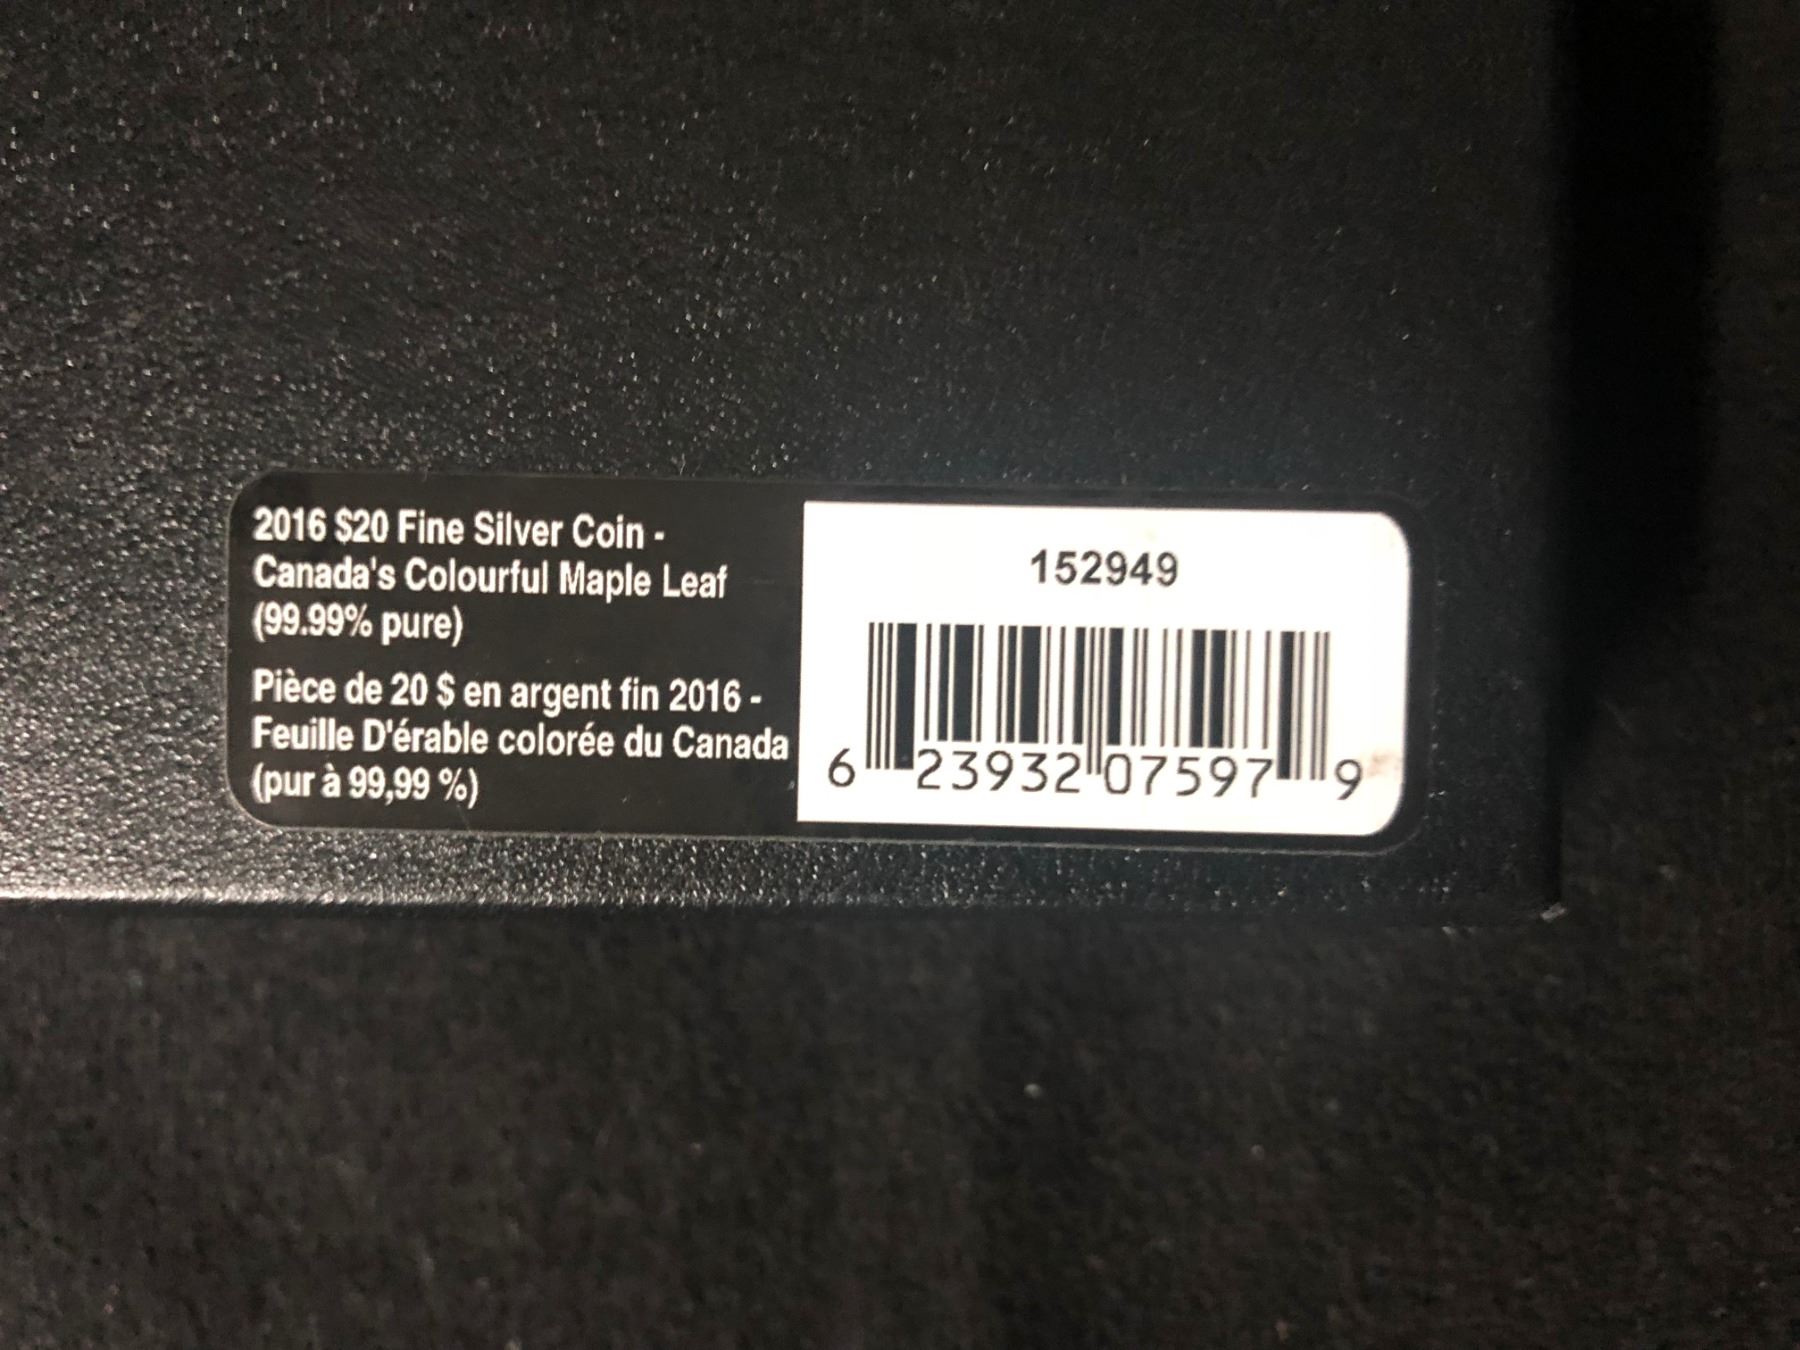 2016 $20 Fine Silver Coin -
Canada's Colourful Maple Leaf
(99.99% pure)
Pièce de 20 $ en argent fin 2016 -
Feuille D'érable colorée du Canada
(pur à 99,99 %)
152949
6 23932 07597 9